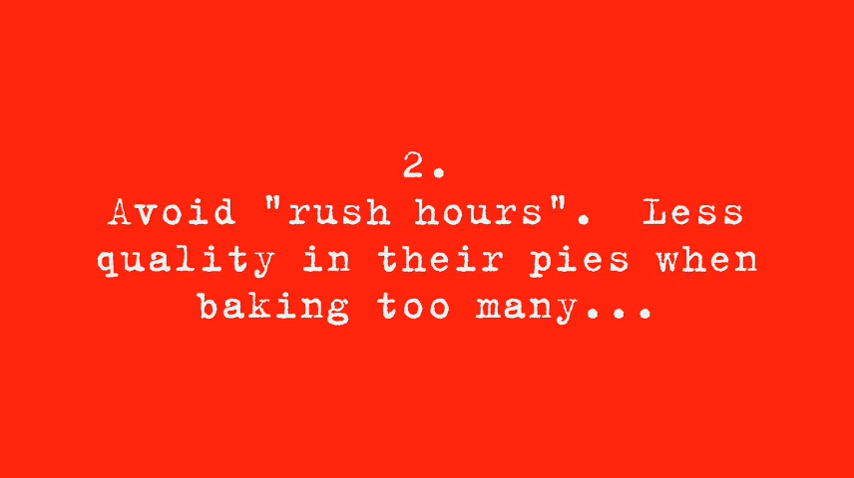 2.
Avoid "rush hours".  Less
quality in their pies when
baking too many...